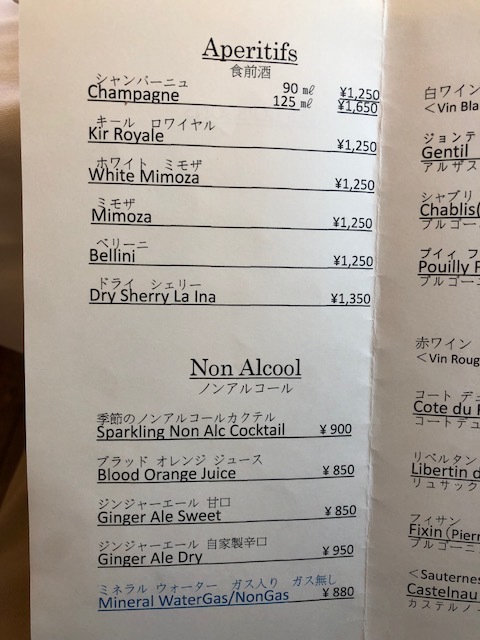 Aperitifs
食前酒
シャンパーニュ
Champagne 90 ㎖ ¥1,250
125 ㎖ ¥1,650
キール ロワイヤル
Kir Royale ¥1,250
ホワイト ミモザ
White Mimoza ¥1,250
ミモザ
Mimoza ¥1,250
ベリーニ
Bellini ¥1,250
ドライ シェリー
Dry Sherry La Ina ¥1,350
Non Alcool
ノンアルコール
季節のノンアルコールカクテル
Sparkling Non Alc Cocktail ¥ 900
ブラッド オレンジ ジュース
Blood Orange Juice ¥ 850
ジンジャーエール 甘口
Ginger Ale Sweet ¥ 850
ジンジャーエール 自家製辛口
Ginger Ale Dry ¥ 950
ミネラル ウォーター ガス入り ガス無し
Mineral WaterGas/NonGas ¥ 880
白ワイン
<Vin Bla
ジョンテ
Gentil
アルザス
シャブリ
Chablis(
ブルゴー
プイィ フ
Pouilly F
ブルゴーニ
赤ワイン
<Vin Roug
コート デュ
Cote du
コートデュ
リベルタン
Libertin d
リュサック
フィサン
Fixin(Pierr
ブルゴーニ
<Sauternes
Castelnau
カステルノ